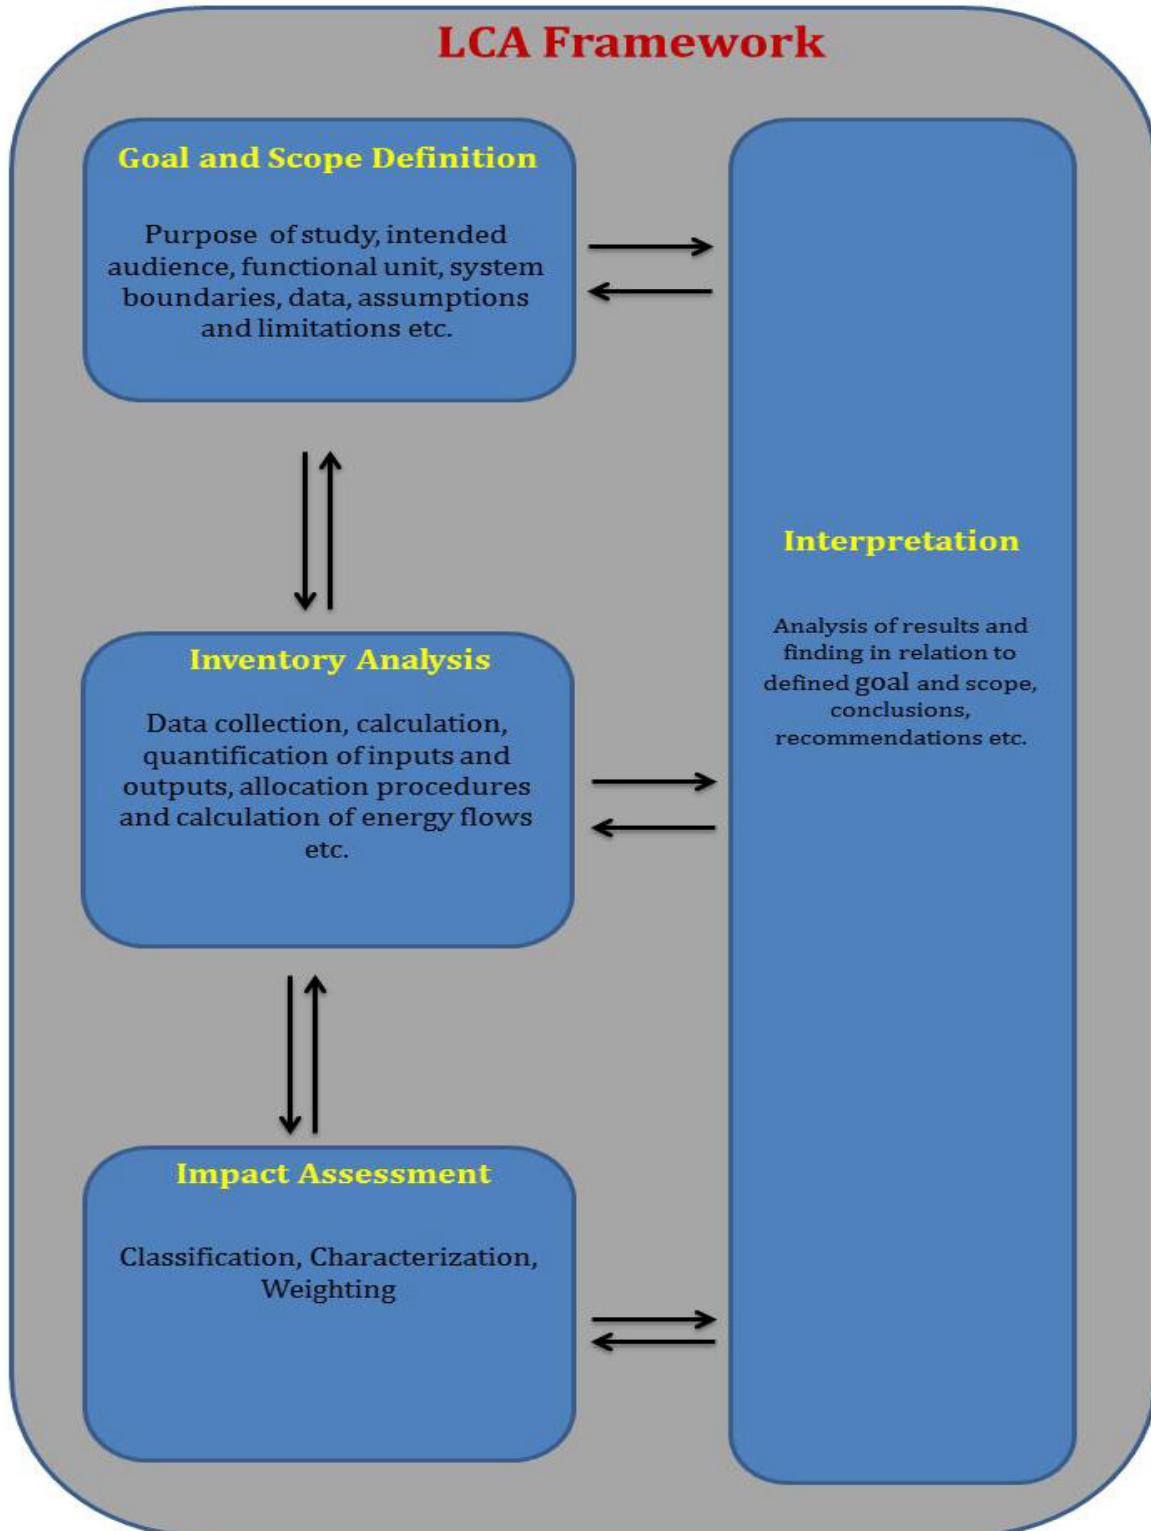 LCA Framework
Goal and Scope Definition
Purpose of study, intended
audience, functional unit, system
boundaries, data, assumptions
and limitations etc.
Inventory Analysis
Data collection, calculation,
quantification of inputs and
outputs, allocation procedures
and calculation of energy flows
etc.
Impact Assessment
Classification, Characterization,
Weighting
Interpretation
Analysis of results and
finding in relation to
defined goal and scope,
conclusions,
recommendations etc.